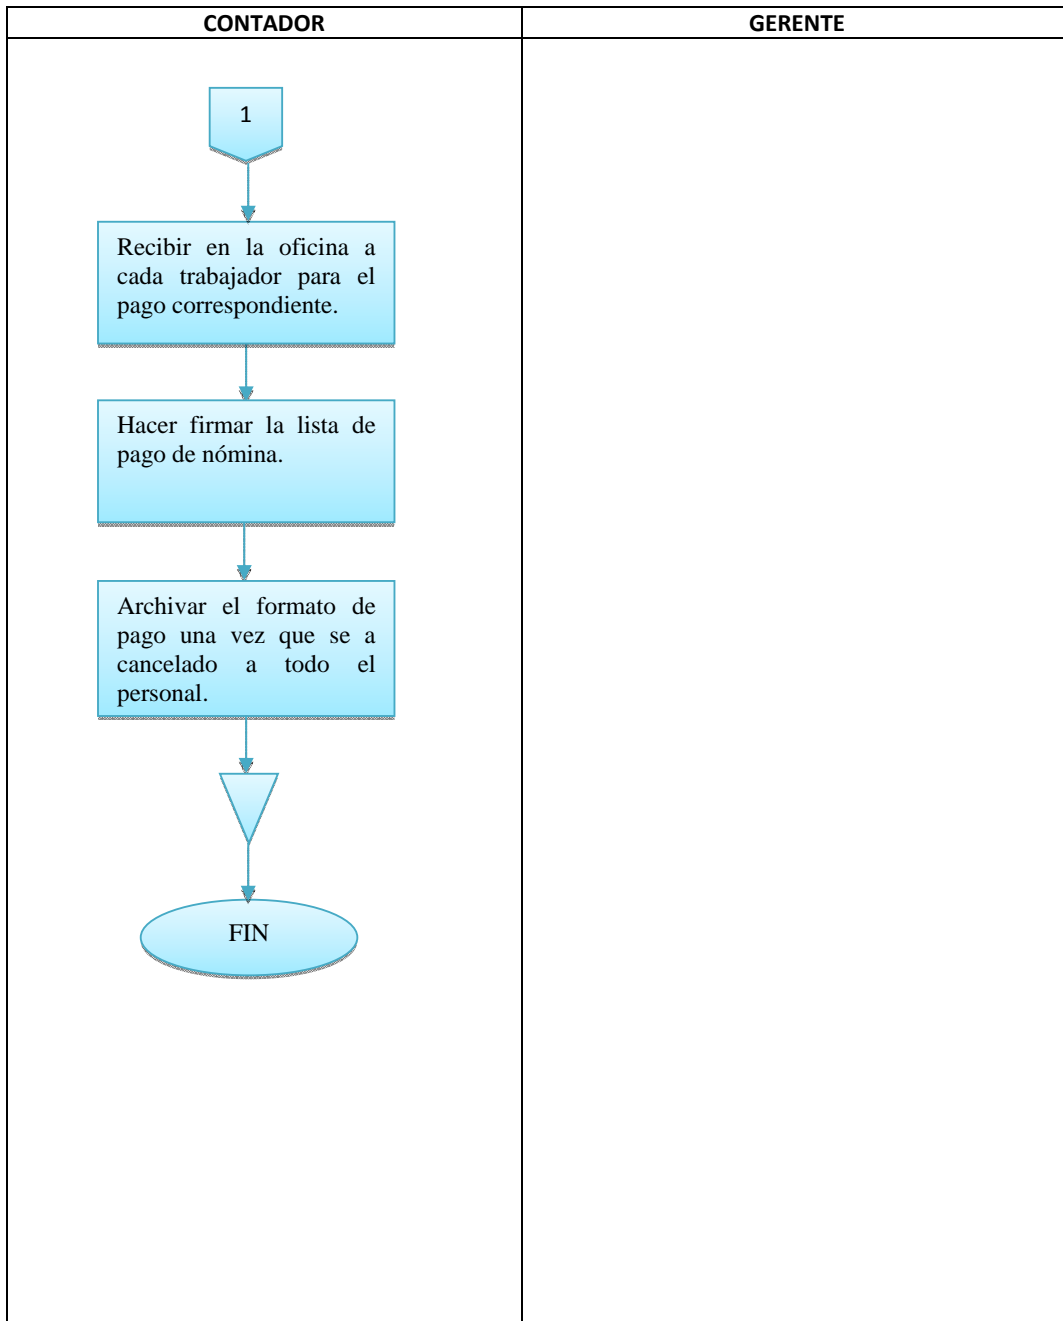 CONTADOR
GERENTE
1
Recibir en la oficina a
cada trabajador para el
pago correspondiente.
Hacer firmar la lista de
pago de nómina.
Archivar el formato de
pago una vez que se a
cancelado a todo el
personal.
FIN